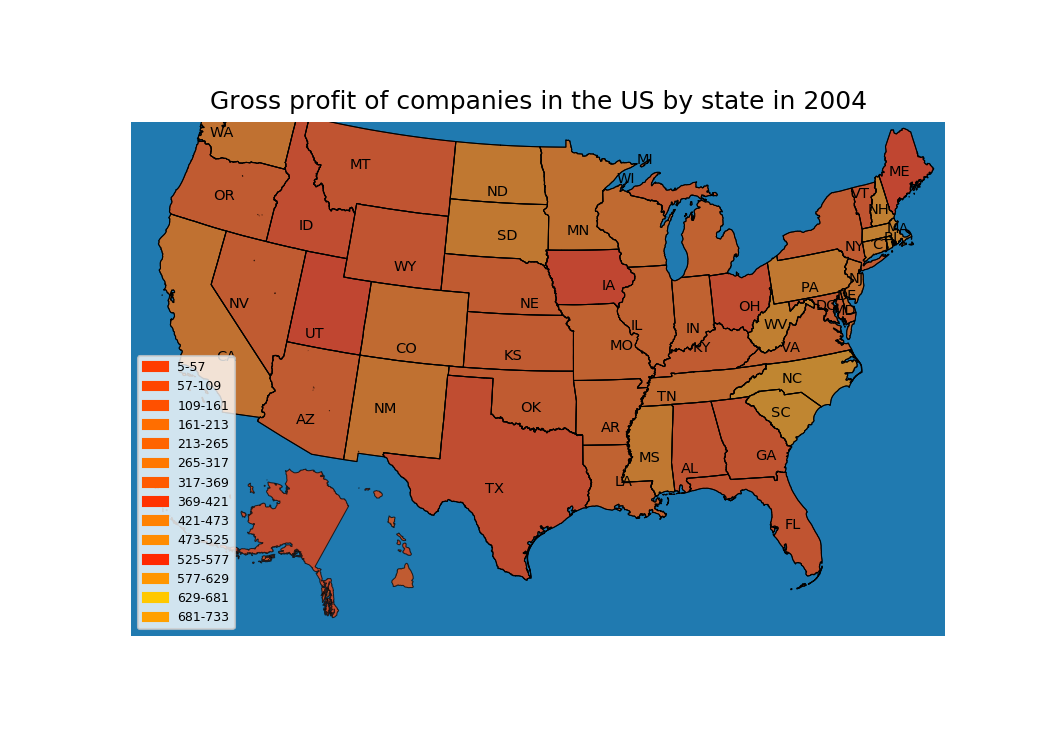 Gross profit of companies in the US by state in 2004
WA
MT
ND
MI
WI
ME
OR
VT
NH
ID
SD
MN
MA
RI
CT
NY
WY
PA
NJ
IA
DE
NV
NE
OH
DC
MD
UT
IL
IN
WV
CO
KS
MO
KY
VA
CA
NM
OK
TN
NC
AZ
AR
SC
TX
MS
LA
AL
GA
FL
5-57
57-109
109-161
161-213
213-265
265-317
317-369
369-421
421-473
473-525
525-577
577-629
629-681
681-733